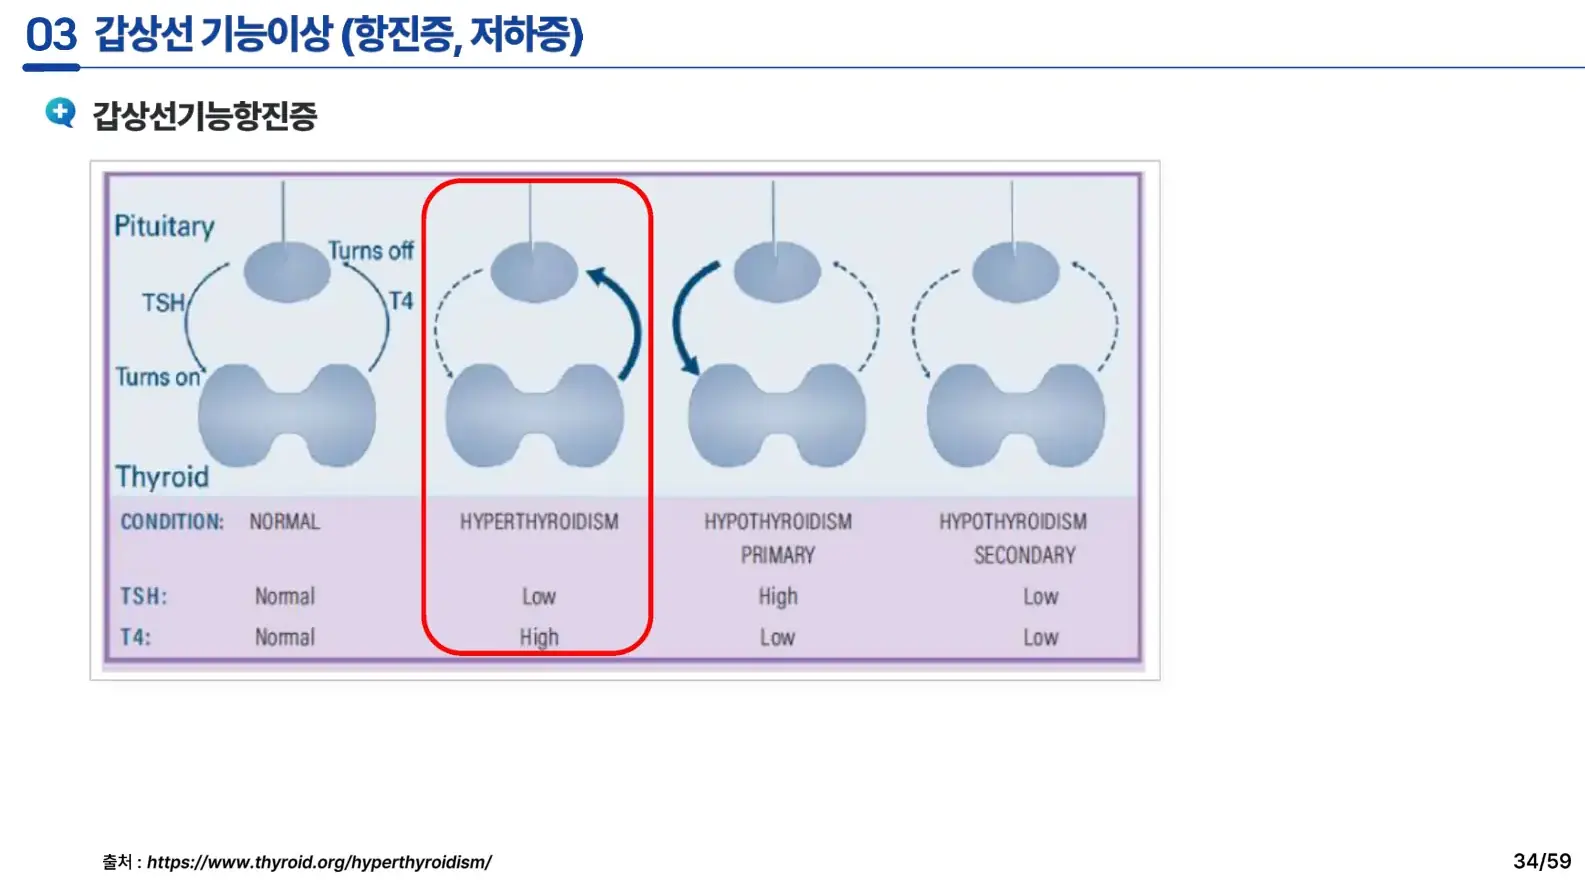 03 갑상선 기능이상 (항진증, 저하증)
갑상선기능항진증
Pituitary
Turns off
TSH
T4
Turns on
Thyroid
CONDITION: NORMAL HYPERTHYROIDISM HYPOTHYROIDISM PRIMARY HYPOTHYROIDISM SECONDARY
TSH: Normal Low High Low
T4: Normal High Low Low
출처 : https://www.thyroid.org/hyperthyroidism/
34/59